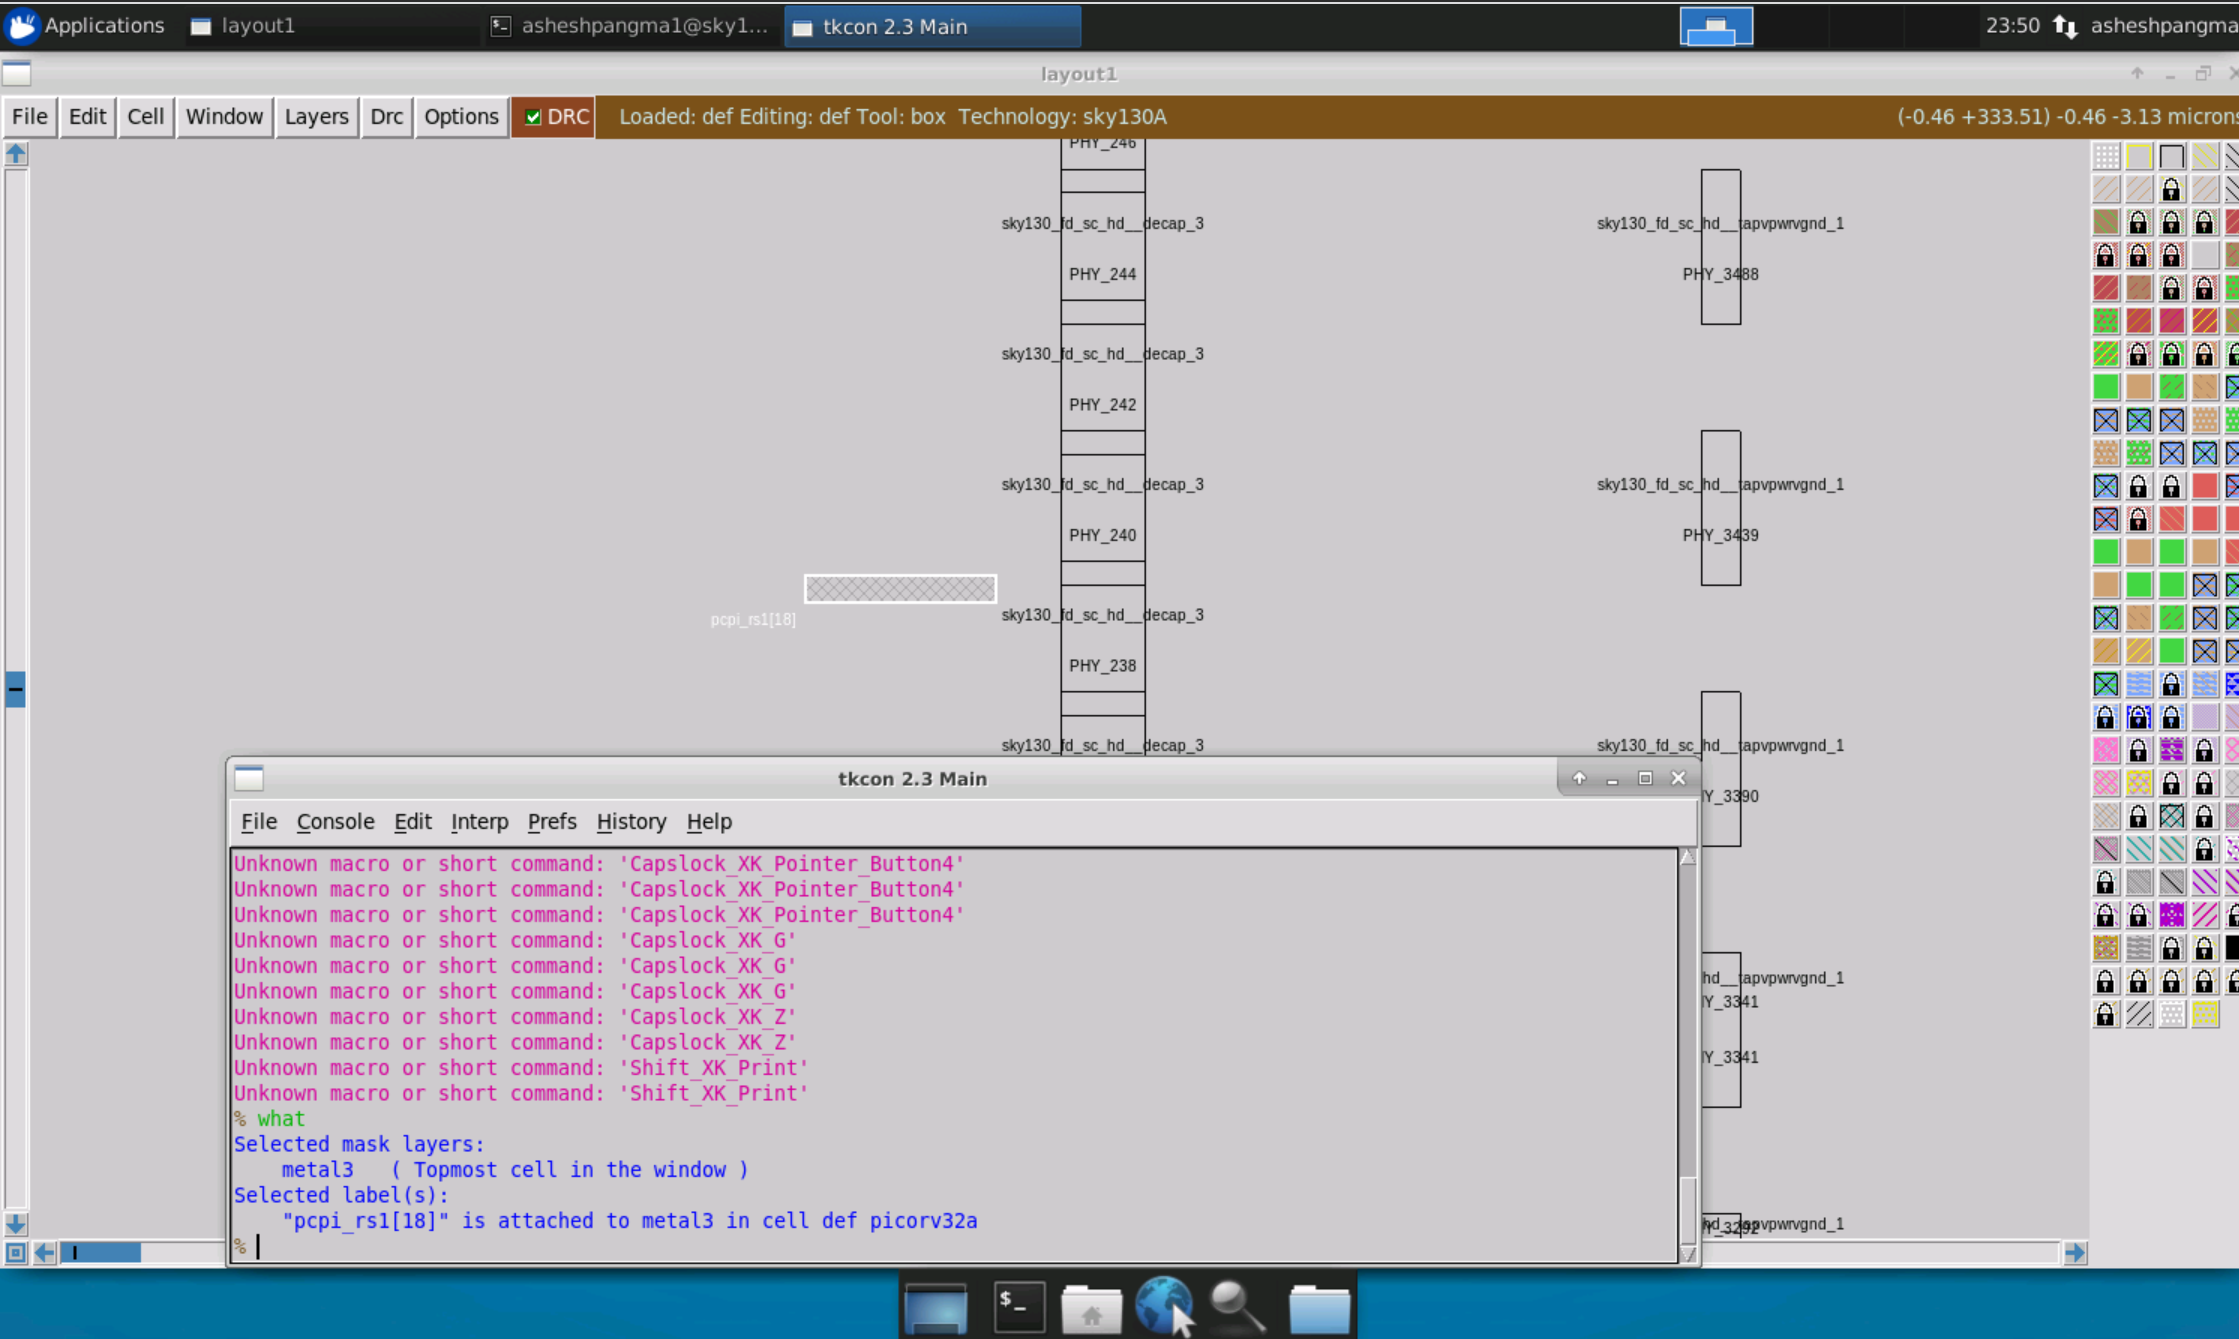 Applications layout1 asheshpangma1@sky1... tkcon 2.3 Main 23:50 asheshpangma
layout1
File Edit Cell Window Layers Drc Options DRC Loaded: def Editing: def Tool: box Technology: sky130A (-0.46 +333.51) -0.46 -3.13 microns
PHY_246
sky130_fd_sc_hd__decap_3 sky130_fd_sc_hd__tapvpwrvgnd_1
PHY_244 PHY_3488
sky130_fd_sc_hd__decap_3
PHY_242
sky130_fd_sc_hd__decap_3 sky130_fd_sc_hd__tapvpwrvgnd_1
PHY_240 PHY_3439
pcpi_rs1[18] sky130_fd_sc_hd__decap_3
PHY_238
sky130_fd_sc_hd__decap_3 sky130_fd_sc_hd__tapvpwrvgnd_1
tkcon 2.3 Main
Y_3390
File Console Edit Interp Prefs History Help
Unknown macro or short command: 'Capslock_XK_Pointer_Button4'
Unknown macro or short command: 'Capslock_XK_Pointer_Button4'
Unknown macro or short command: 'Capslock_XK_Pointer_Button4'
Unknown macro or short command: 'Capslock_XK_G'
Unknown macro or short command: 'Capslock_XK_G'
hd__tapvpwrvgnd_1
Unknown macro or short command: 'Capslock_XK_G'
Y_3341
Unknown macro or short command: 'Capslock_XK_Z'
Unknown macro or short command: 'Capslock_XK_Z'
Y_3341
Unknown macro or short command: 'Shift_XK_Print'
Unknown macro or short command: 'Shift_XK_Print'
% what
Selected mask layers:
metal3 ( Topmost cell in the window )
Selected label(s):
"pcpi_rs1[18]" is attached to metal3 in cell def picorv32a
%